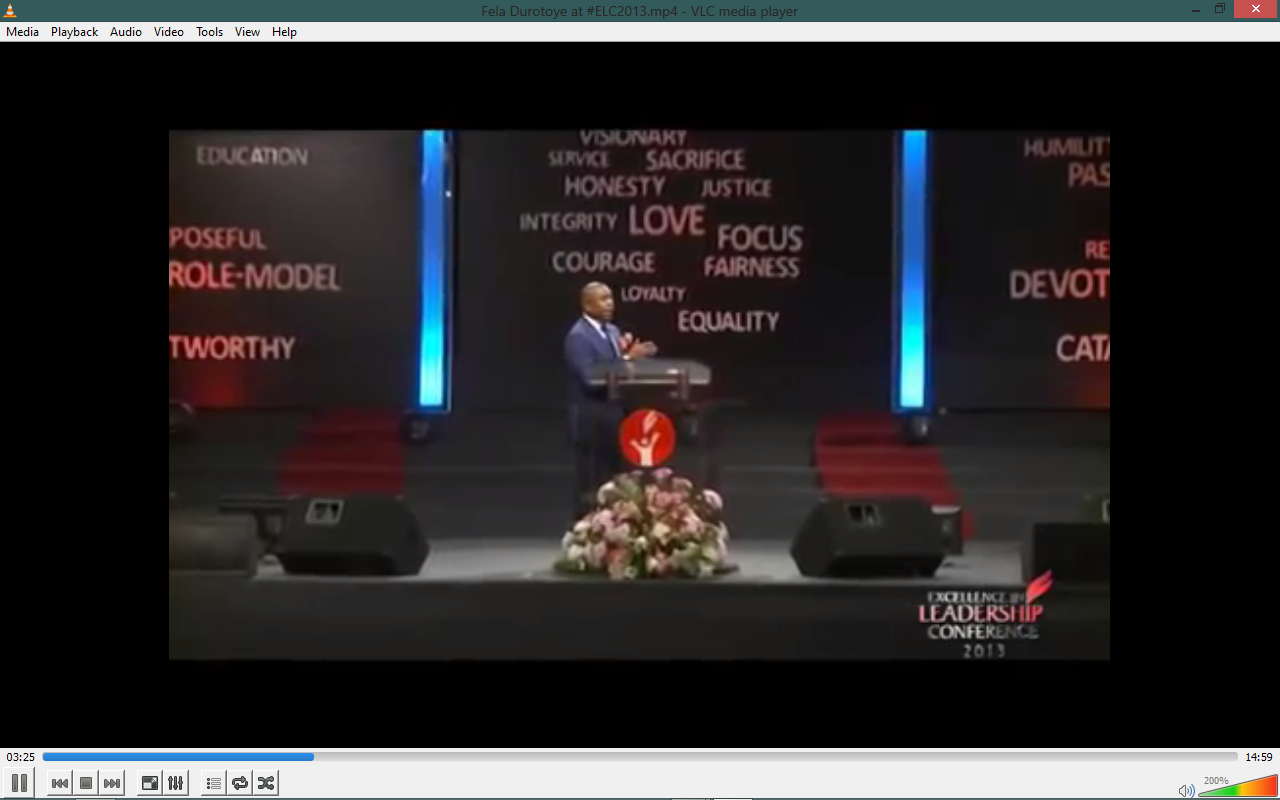 Fela Durotoye at #ELC2013.mp4 - VLC media player
Media Playback Audio Video Tools View Help
VISIONARY
EDUCATION SERVICE SACRIFICE HUMILIT
HONESTY JUSTICE PAS
INTEGRITY LOVE
POSEFUL FOCUS RE
COURAGE FAIRNESS
ROLE-MODEL LOYALTY DEVOT
EQUALITY
TWORTHY CATA
EXCELLENCE IN
LEADERSHIP
CONFERENCE
2013
03:25 14:59
200%